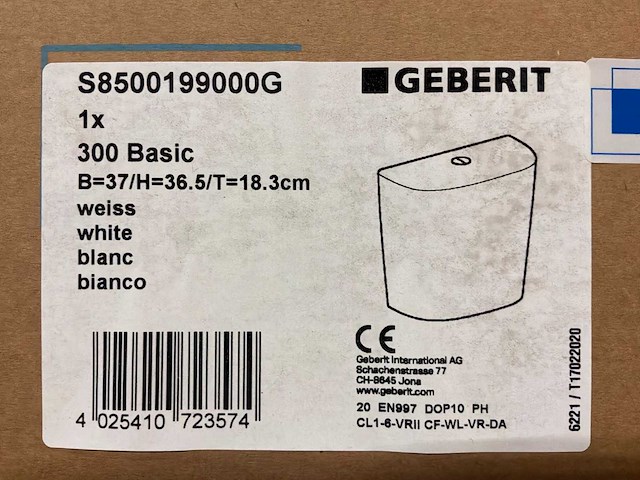 S8500199000G
GEBERIT
1x
300 Basic
B=37/H=36.5/T=18.3cm
weiss
white
blanc
bianco
CE
Geberit International AG
Schachenstrasse 77
CH-8645 Jona
www.geberit.com
20 EN997 DOP10 PH
CL1-6-VRII CF-WL-VR-DA
4 025410 723574
6221 / T17022020